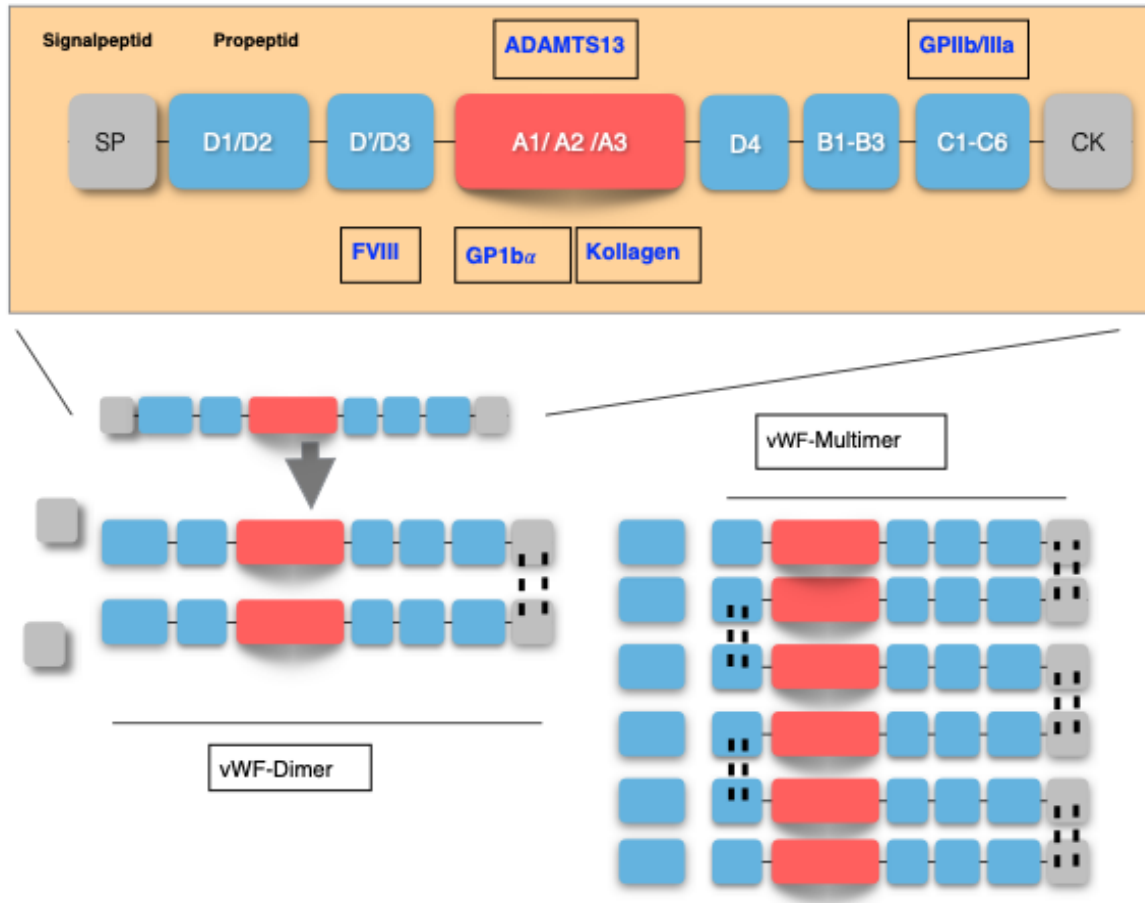 Signalpeptid Propeptid ADAMTS13 GPIIb/IIIa
SP D1/D2 D'/D3 A1/ A2 /A3 D4 B1-B3 C1-C6 CK
FVIII GP1bα Kollagen
vWF-Multimer
vWF-Dimer